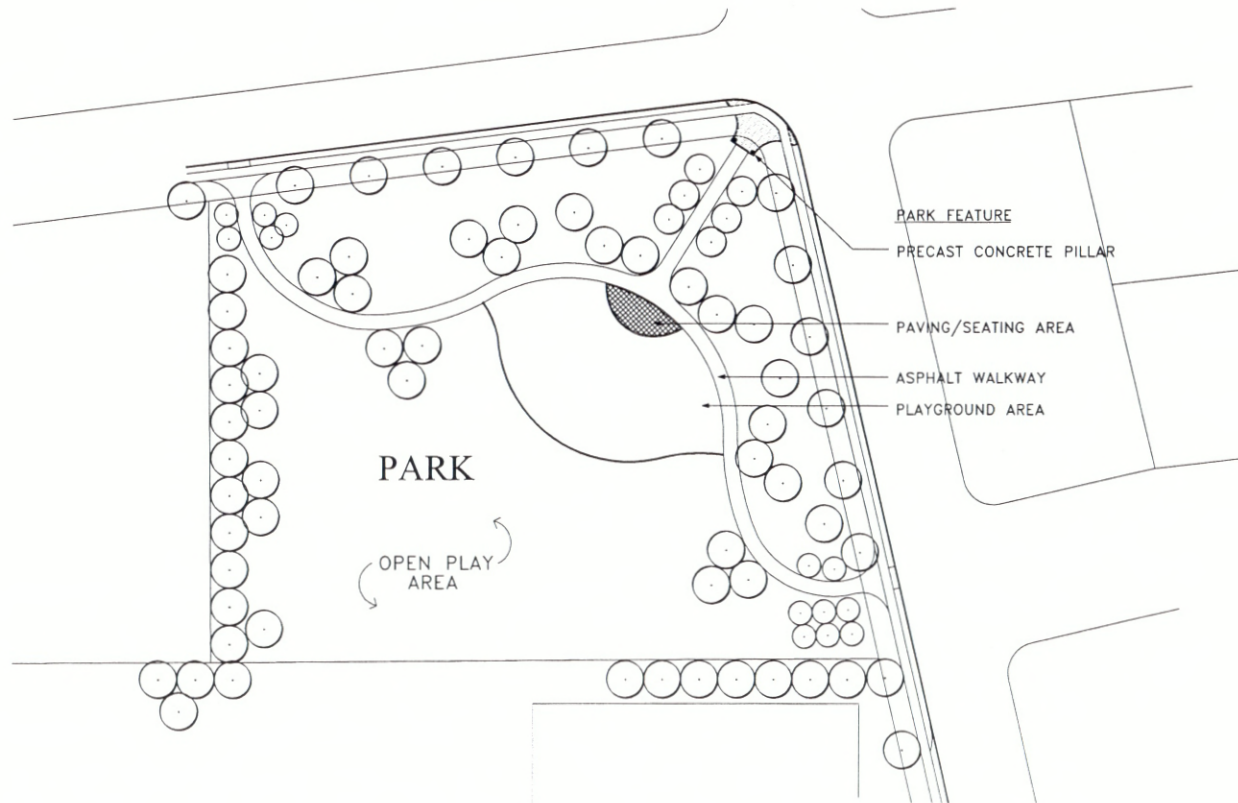 PARK FEATURE
PRECAST CONCRETE PILLAR
PAVING/SEATING AREA
ASPHALT WALKWAY
PLAYGROUND AREA
PARK
OPEN PLAY
AREA